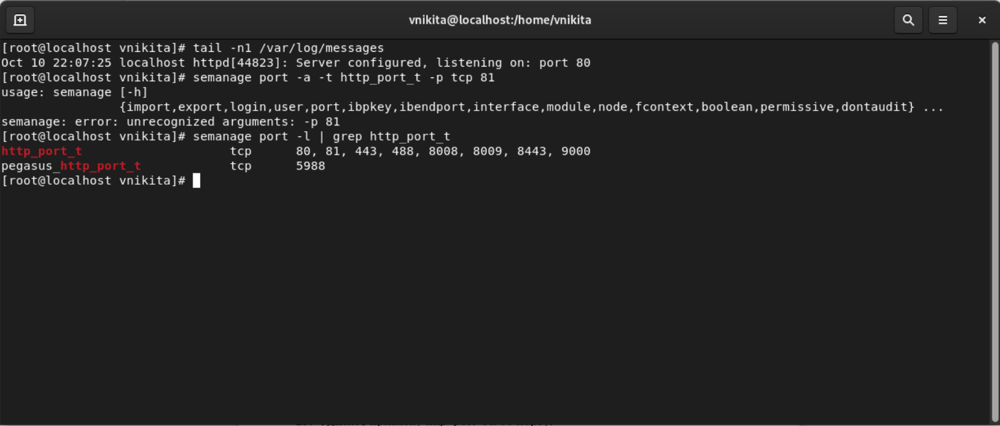 vnikita@localhost:/home/vnikita
[root@localhost vnikita]# tail -n1 /var/log/messages
Oct 10 22:07:25 localhost httpd[44823]: Server configured, listening on: port 80
[root@localhost vnikita]# semanage port -a -t http_port_t -p tcp 81
usage: semanage [-h]
{import,export,login,user,port,ibpkey,ibendport,interface,module,node,fcontext,boolean,permissive,dontaudit} ...
semanage: error: unrecognized arguments: -p 81
[root@localhost vnikita]# semanage port -l | grep http_port_t
http_port_t tcp 80, 81, 443, 488, 8008, 8009, 8443, 9000
pegasus_http_port_t tcp 5988
[root@localhost vnikita]#